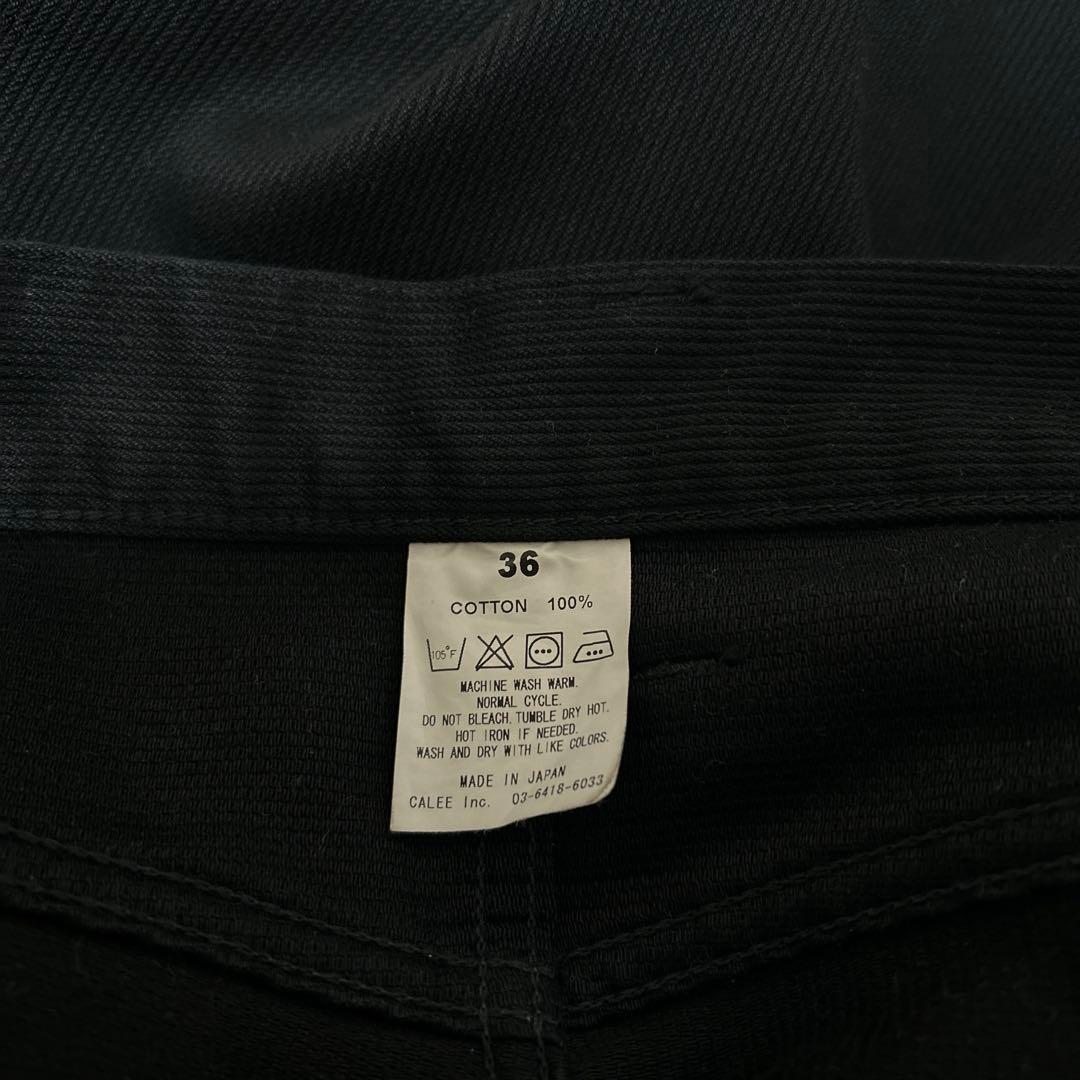 36
COTTON 100%
105°F
MACHINE WASH WARM.
NORMAL CYCLE.
DO NOT BLEACH. TUMBLE DRY HOT.
HOT IRON IF NEEDED.
WASH AND DRY WITH LIKE COLORS.
MADE IN JAPAN
CALEE Inc. 03-6418-6033